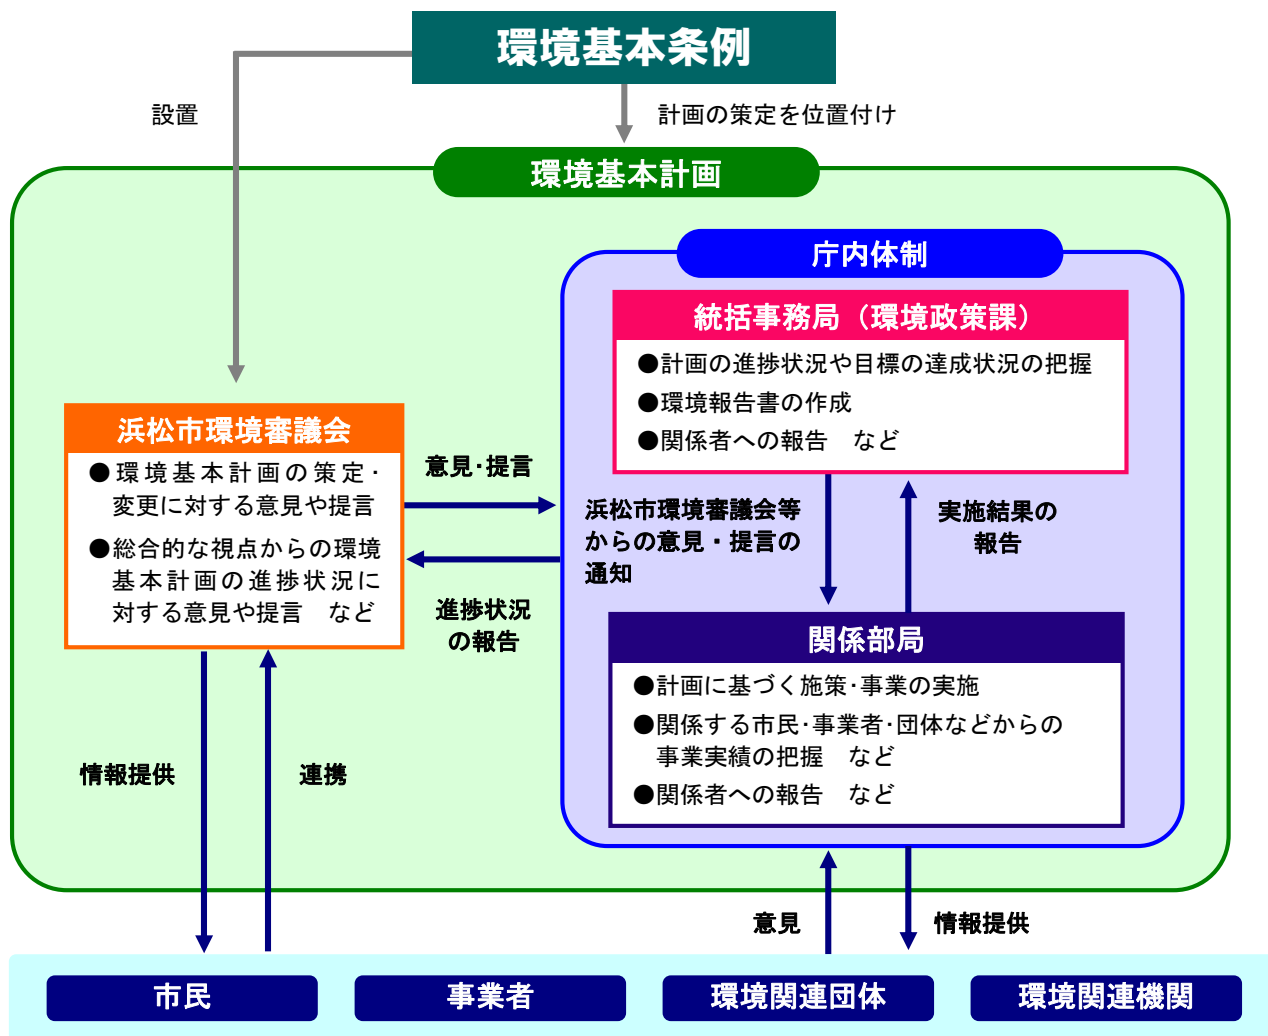 環境基本条例
設置
計画の策定を位置付け
環境基本計画
庁内体制
統括事務局（環境政策課）
●計画の進捗状況や目標の達成状況の把握
●環境報告書の作成
●関係者への報告　など
浜松市環境審議会
●環境基本計画の策定･
変更に対する意見や提言
●総合的な視点からの環境
基本計画の進捗状況に
対する意見や提言　など
意見･提言
進捗状況
の報告
浜松市環境審議会等
からの意見・提言の
通知
実施結果の
報告
関係部局
●計画に基づく施策･事業の実施
●関係する市民･事業者･団体などからの
事業実績の把握　など
●関係者への報告　など
情報提供
連携
意見
情報提供
市民
事業者
環境関連団体
環境関連機関